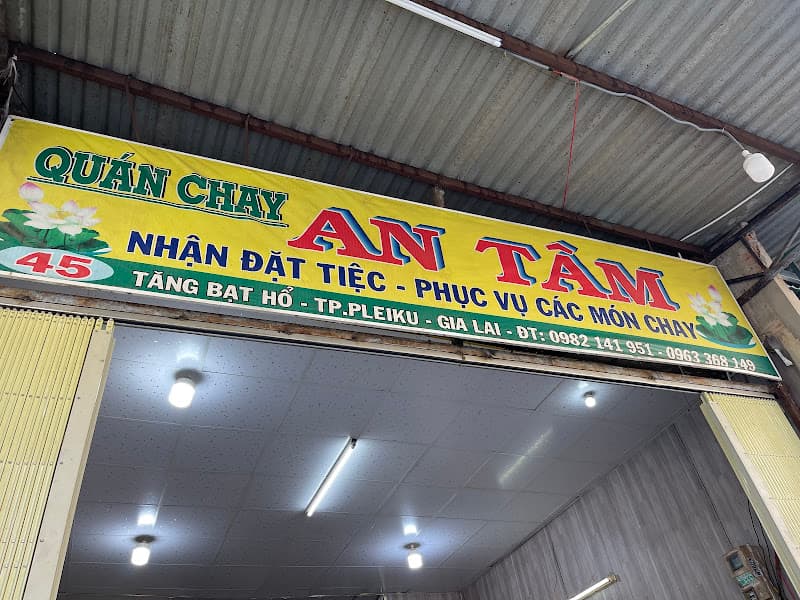 QUÁN CHAY AN TÂM
NHẬN ĐẶT TIỆC - PHỤC VỤ CÁC MÓN CHAY
45 TĂNG BẠT HỔ - TP.PLEIKU - GIA LAI - ĐT: 0982 141 951 - 0963 368 149